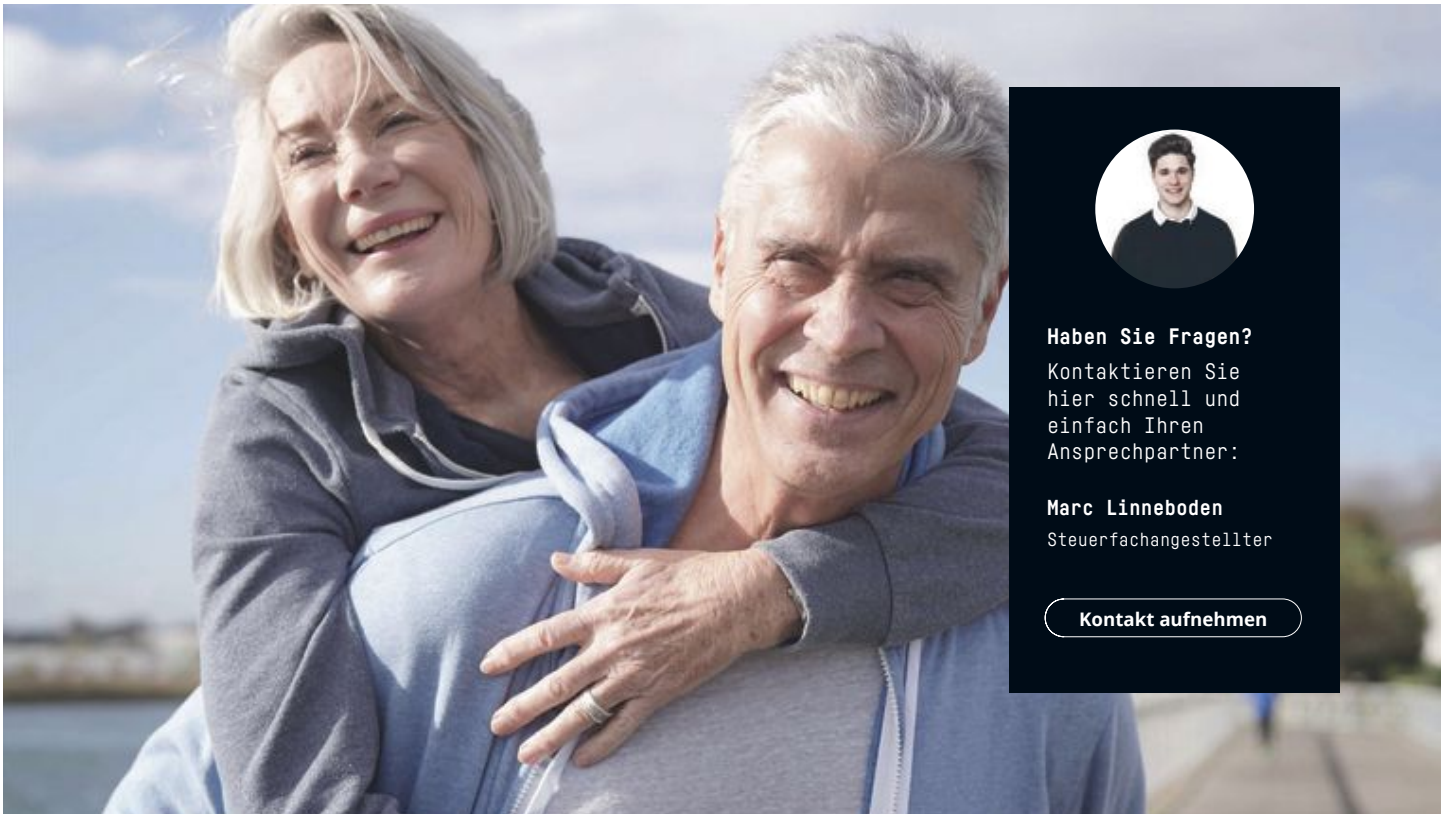 Haben Sie Fragen?
Kontaktieren Sie
hier schnell und
einfach Ihren
Ansprechpartner:
Marc Linneboden
Steuerfachangestellter
Kontakt aufnehmen